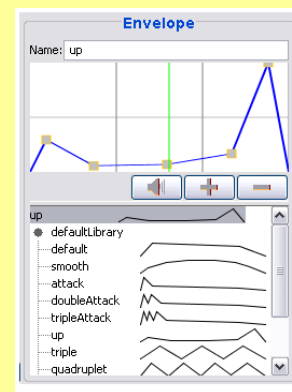 Envelope
Name: up
up
defaultLibrary
default
smooth
attack
doubleAttack
tripleAttack
up
triple
quadruplet